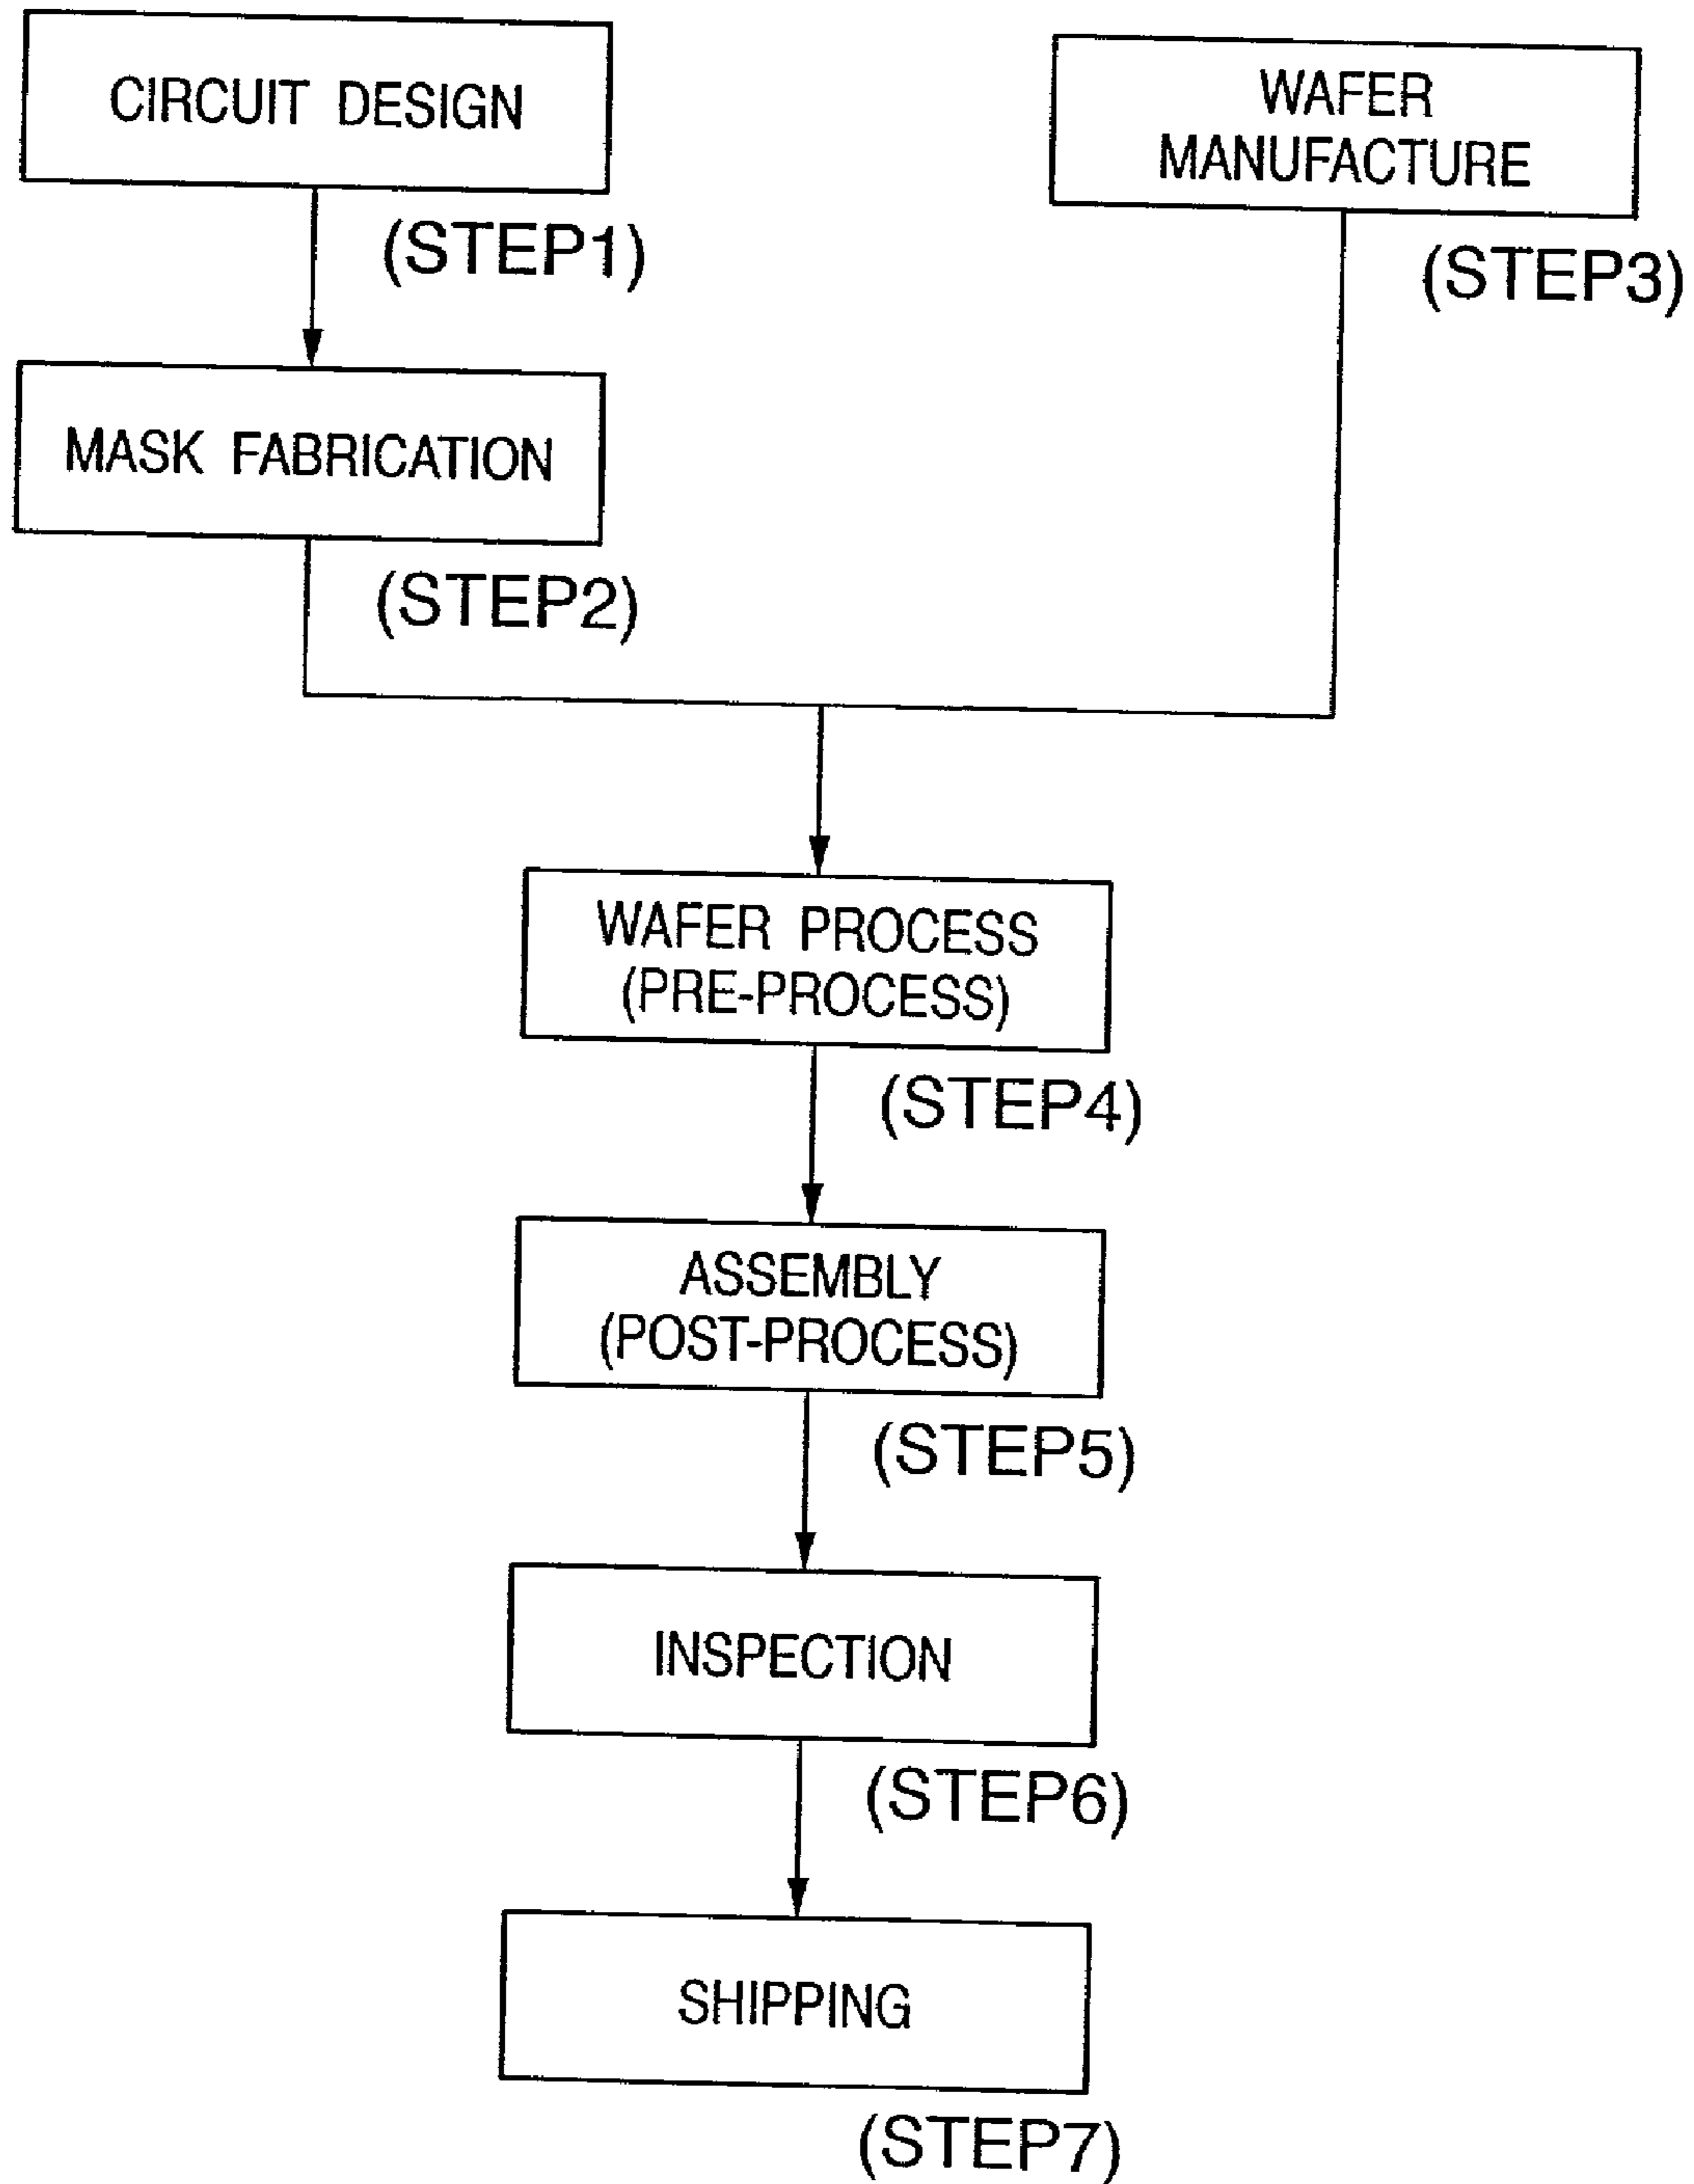 CIRCUIT DESIGN
(STEP1)
MASK FABRICATION
(STEP2)
WAFER
MANUFACTURE
(STEP3)
WAFER PROCESS
(PRE-PROCESS)
(STEP4)
ASSEMBLY
(POST-PROCESS)
(STEP5)
INSPECTION
(STEP6)
SHIPPING
(STEP7)